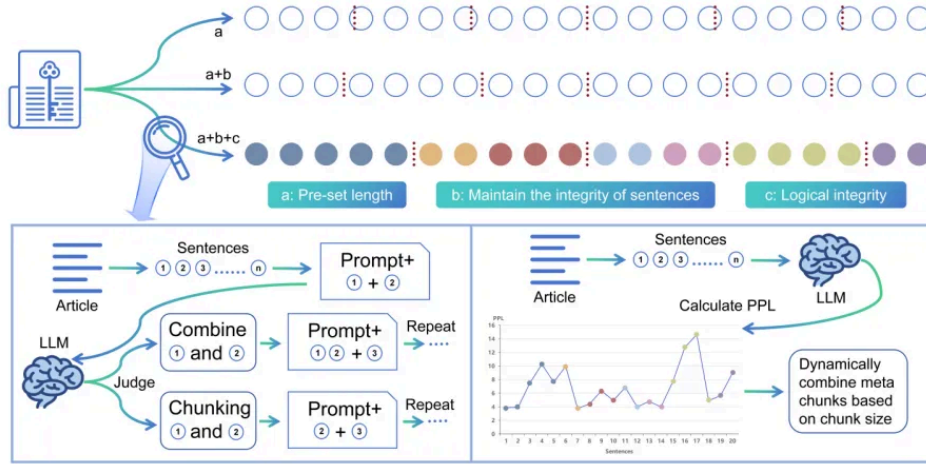 a
a+b
a+b+c
a: Pre-set length
b: Maintain the integrity of sentences
c: Logical integrity
Sentences
1 2 3 ...... n
Article
Prompt+
1 + 2
LLM
Judge
Combine
1 and 2
Prompt+
1 2 + 3
Repeat
.....
Chunking
1 and 2
Prompt+
2 + 3
Repeat
.....
Sentences
1 2 3 ...... n
Article
LLM
Calculate PPL
PPL
16
14
12
10
8
6
4
2
0
1 2 3 4 5 6 7 8 9 10 11 12 13 14 15 16 17 18 19 20
Sentences
Dynamically
combine meta
chunks based
on chunk size